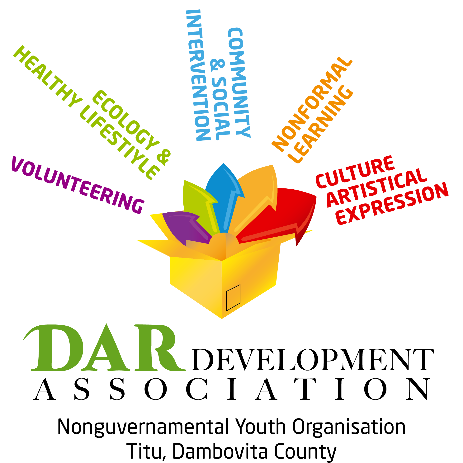 VOLUNTEERING
ECOLOGY &
HEALTHY LIFESTIYLE
COMMUNITY
& SOCIAL
INTERVENTION
NONFORMAL
LEARNING
CULTURE
ARTISTICAL
EXPRESSION
DAR DEVELOPMENT
ASSOCIATION
Nonguvernamental Youth Organisation
Titu, Dambovita County